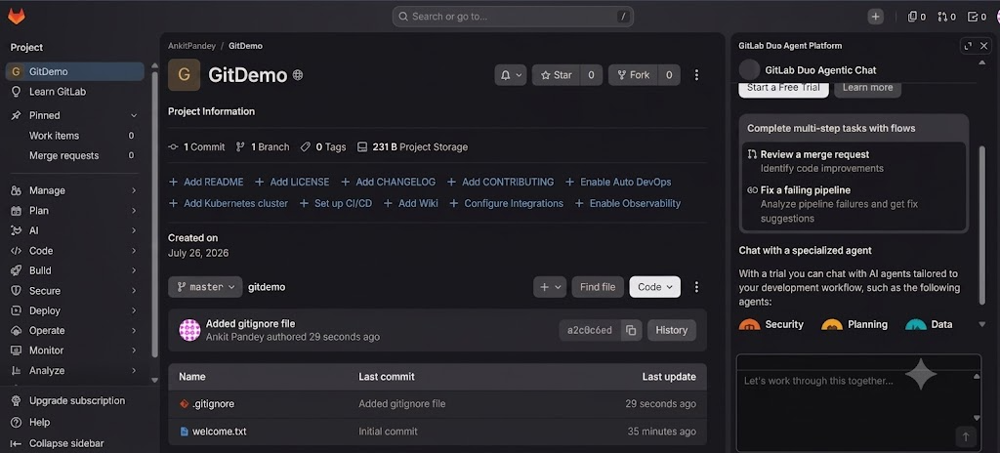 Search or go to...
/
0
0
0
Project
G GitDemo
Learn GitLab
Pinned
Work items 0
Merge requests 0
Manage
Plan
AI
Code
Build
Secure
Deploy
Operate
Monitor
Analyze
Upgrade subscription
Help
Collapse sidebar
AnkitPandey / GitDemo
G GitDemo
Star 0
Fork 0
Project Information
1 Commit 1 Branch 0 Tags 231 B Project Storage
Add README Add LICENSE Add CHANGELOG Add CONTRIBUTING Enable Auto DevOps
Add Kubernetes cluster Set up CI/CD Add Wiki Configure Integrations Enable Observability
Created on
July 26, 2026
master gitdemo Find file Code
Added gitignore file
Ankit Pandey authored 29 seconds ago
a2c0c6ed History
Name Last commit Last update
.gitignore Added gitignore file 29 seconds ago
welcome.txt Initial commit 35 minutes ago
GitLab Duo Agent Platform
GitLab Duo Agentic Chat
Start a Free Trial Learn more
Complete multi-step tasks with flows
Review a merge request
Identify code improvements
Fix a failing pipeline
Analyze pipeline failures and get fix
suggestions
Chat with a specialized agent
With a trial you can chat with AI agents tailored to
your development workflow, such as the following
agents:
Security Planning Data
Let's work through this together...